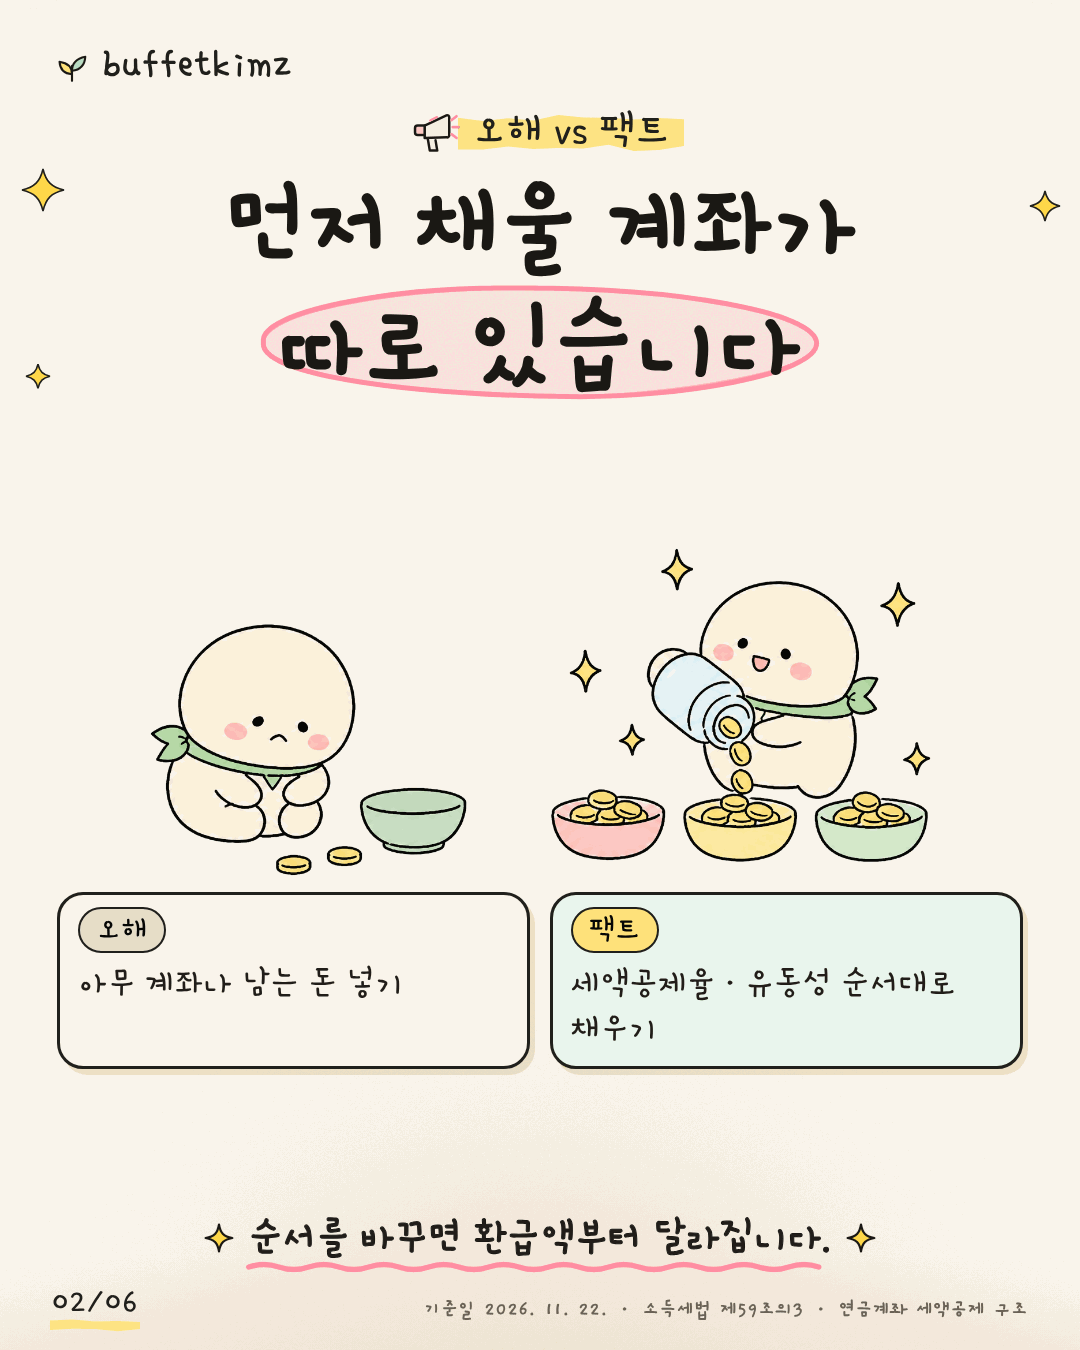 buffetkimz
오해 vs 팩트
먼저 채울 계좌가
따로 있습니다
오해
아무 계좌나 남는 돈 넣기
팩트
세액공제율 · 유동성 순서대로
채우기
순서를 바꾸면 환급액부터 달라집니다.
02/06
기준일 2026. 11. 22. · 소득세법 제59조의3 · 연금계좌 세액공제 구조